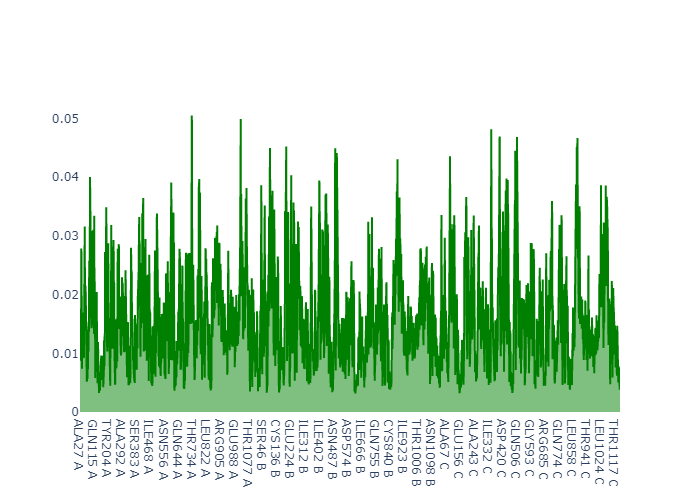 0.05
0.04
0.03
0.02
0.01
0
ALA27 A
GLN115 A
TYR204 A
ALA292 A
SER383 A
ILE468 A
ASN556 A
GLN644 A
THR734 A
LEU822 A
ARG905 A
GLU988 A
THR1077 A
SER46 B
CYS136 B
GLU224 B
ILE312 B
ILE402 B
ASN487 B
ASP574 B
ILE666 B
GLN755 B
CYS840 B
ILE923 B
THR1006 B
ASN1098 B
ALA67 C
GLU156 C
ALA243 C
ILE332 C
ASP420 C
GLN506 C
GLY593 C
ARG685 C
GLN774 C
LEU858 C
THR941 C
LEU1024 C
THR1117 C